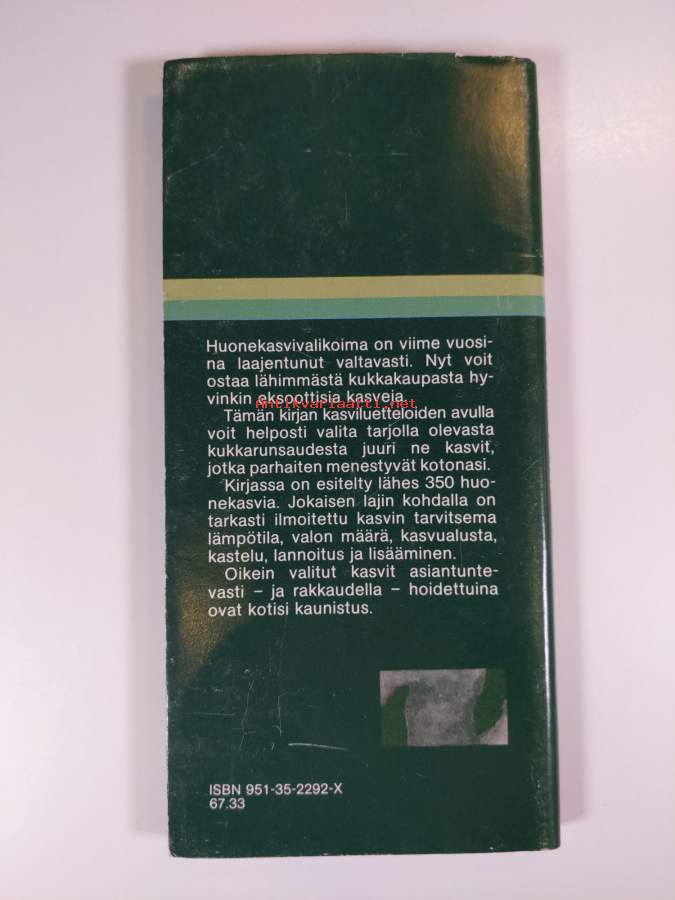 Huonekasvivalikoima on viime vuosi-
na laajentunut valtavasti. Nyt voit
ostaa lähimmästä kukkakaupasta hy-
vinkin eksoottisia kasveja.
Antikvariaatti.net
Tämän kirjan kasviluetteloiden avulla
voit helposti valita tarjolla olevasta
kukkarunsaudesta juuri ne kasvit,
jotka parhaiten menestyvät kotonasi.
Kirjassa on esitelty lähes 350 huo-
nekasvia. Jokaisen lajin kohdalla on
tarkasti ilmoitettu kasvin tarvitsema
lämpötila, valon määrä, kasvualusta,
kastelu, lannoitus ja lisääminen.
Oikein valitut kasvit asiantunte-
vasti – ja rakkaudella – hoidettuina
ovat kotisi kaunistus.
ISBN 951-35-2292-X
67.33